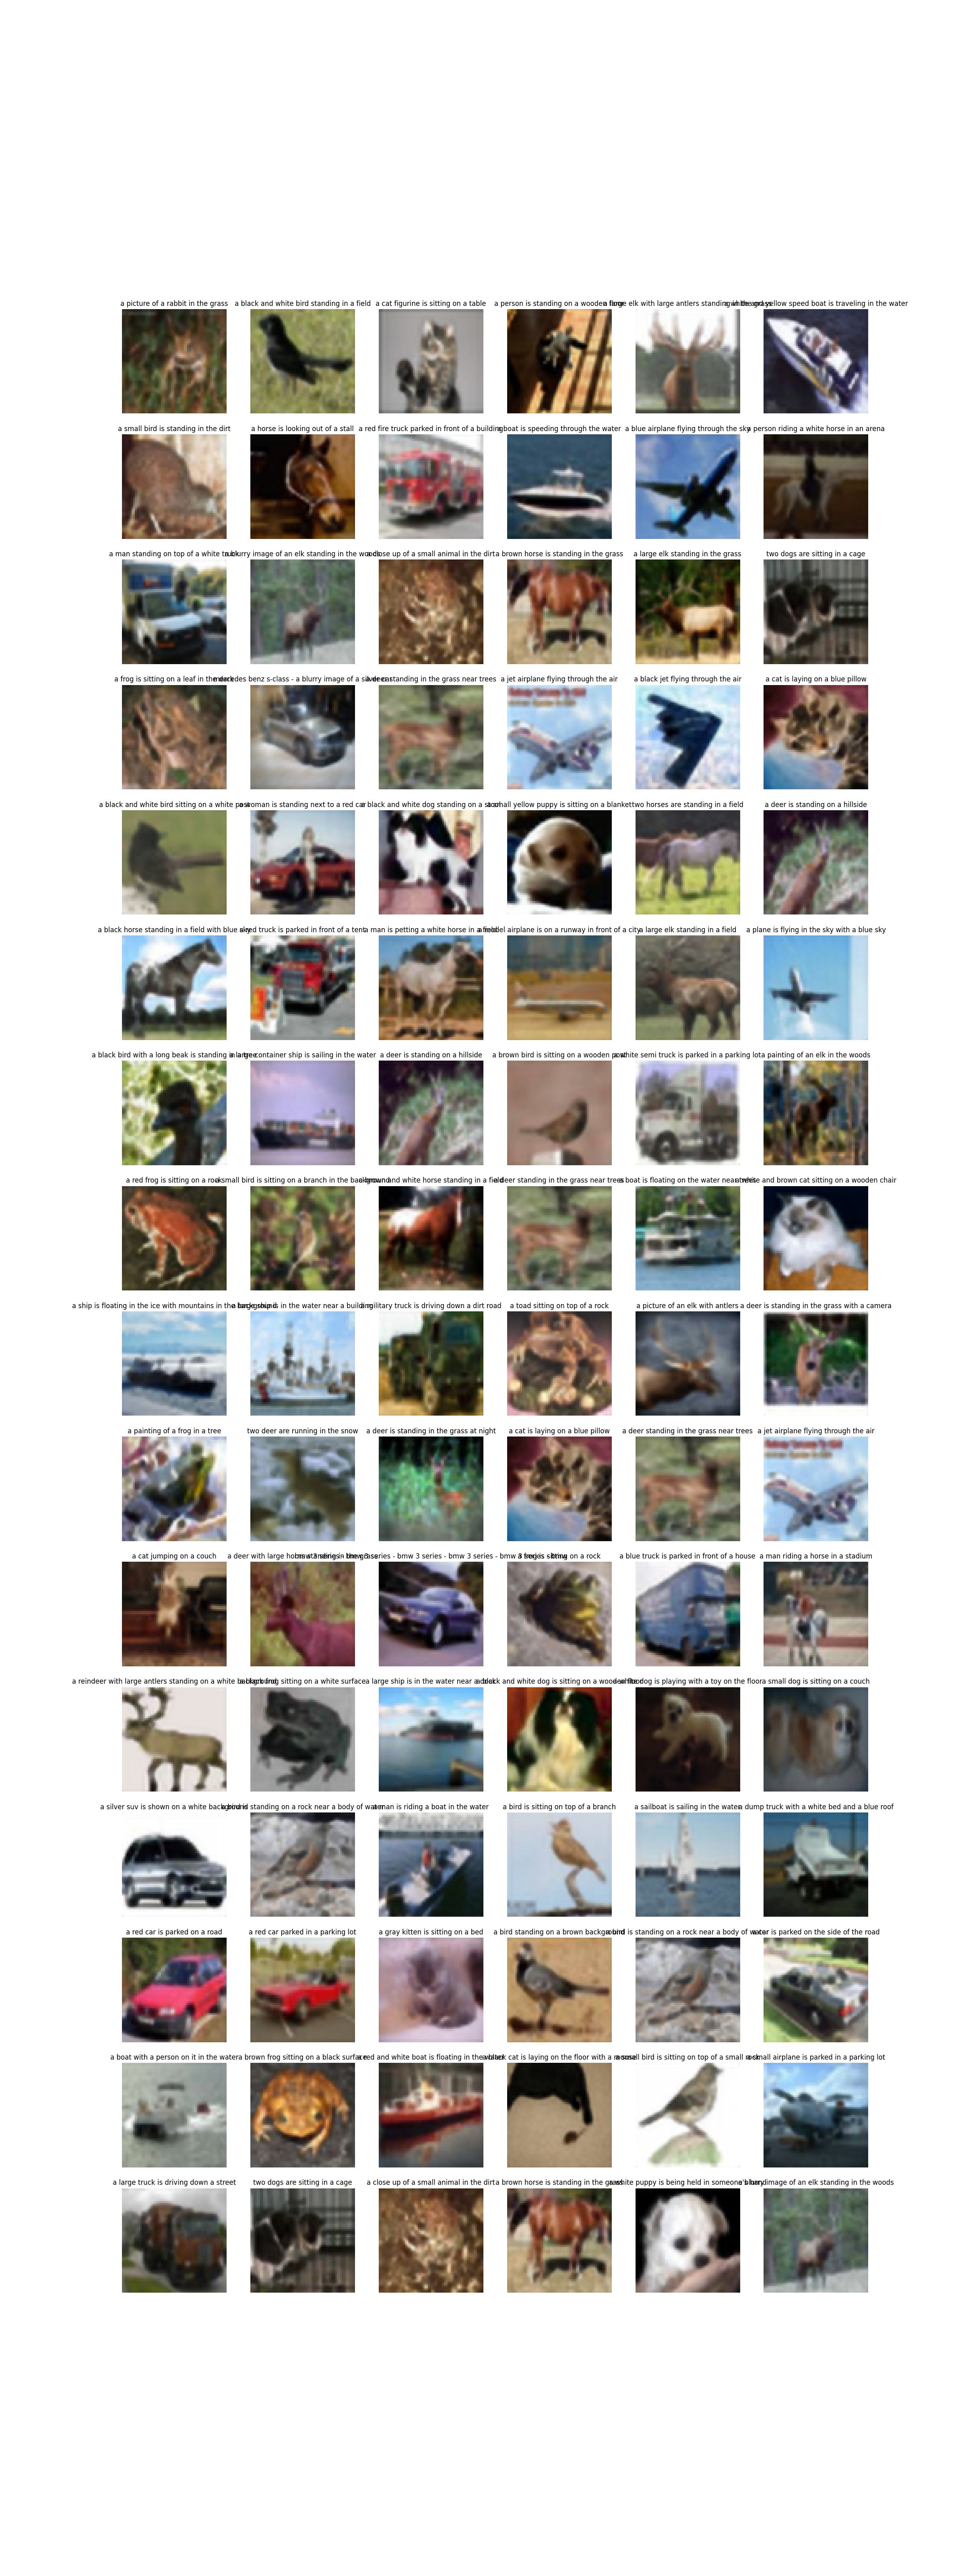 a picture of a rabbit in the grass
a black and white bird standing in a field
a cat figurine is sitting on a table
a person is standing on a wooden floor
a large elk with large antlers standing in the grass
a white and yellow speed boat is traveling in the water
a small bird is standing in the dirt
a horse is looking out of a stall
a red fire truck parked in front of a building
a boat is speeding through the water
a blue airplane flying through the sky
a person riding a white horse in an arena
a man standing on top of a white truck
a blurry image of an elk standing in the woods
a close up of a small animal in the dirt
a brown horse is standing in the grass
a large elk standing in the grass
two dogs are sitting in a cage
a frog is sitting on a leaf in the dark
mercedes benz s-class - a blurry image of a silver car
a deer standing in the grass near trees
a jet airplane flying through the air
a black jet flying through the air
a cat is laying on a blue pillow
a black and white bird sitting on a white post
a woman is standing next to a red car
a black and white dog standing on a
a small yellow puppy is sitting on a blanket
two horses are standing in a field
a deer is standing on a hillside
a black horse standing in a field with blue sky
a red truck is parked in front of a tent
a man is petting a white horse in a field
a model airplane is on a runway in front of a city
a large elk standing in a field
a plane is flying in the sky with a blue sky
a black bird with a long beak is standing in a tree
a large container ship is sailing in the water
a deer is standing on a hillside
a brown bird is sitting on a wooden post
a white semi truck is parked in a parking lot
a painting of an elk in the woods
a red frog is sitting on a rock
a small bird is sitting on a branch in the background
a brown and white horse standing in a field
a deer standing in the grass near trees
a boat is floating on the water near trees
a white and brown cat sitting on a wooden chair
a ship is floating in the ice with mountains in the background
a large ship is in the water near a building
a military truck is driving down a dirt road
a toad sitting on top of a rock
a picture of an elk with antlers
a deer is standing in the grass with a camera
a painting of a frog in a tree
two deer are running in the snow
a deer is standing in the grass at night
a cat is laying on a blue pillow
a deer standing in the grass near trees
a jet airplane flying through the air
a cat jumping on a couch
a deer with large horns standing in the grass
bmw 3 series - bmw 3 series - bmw 3 series - bmw 3 series - bmw
a frog is sitting on a rock
a blue truck is parked in front of a house
a man riding a horse in a stadium
a reindeer with large antlers standing on a white background
a black frog sitting on a white surface
a large ship is in the water near a dock
a black and white dog is sitting on a wooden floor
a white dog is playing with a toy on the floor
a small dog is sitting on a couch
a silver suv is shown on a white background
a bird is standing on a rock near a body of water
a man is riding a boat in the water
a bird is sitting on top of a branch
a sailboat is sailing in the water
a dump truck with a white bed and a blue roof
a red car is parked on a road
a red car parked in a parking lot
a gray kitten is sitting on a bed
a bird standing on a brown background
a bird is standing on a rock near a body of water
a car is parked on the side of the road
a boat with a person on it in the water
a brown frog sitting on a black surface
a red and white boat is floating in the water
a black cat is laying on the floor with a mouse
a small bird is sitting on top of a small rock
a small airplane is parked in a parking lot
a large truck is driving down a street
two dogs are sitting in a cage
a close up of a small animal in the dirt
a brown horse is standing in the grass
a white puppy is being held in someone's hand
a blurry image of an elk standing in the woods